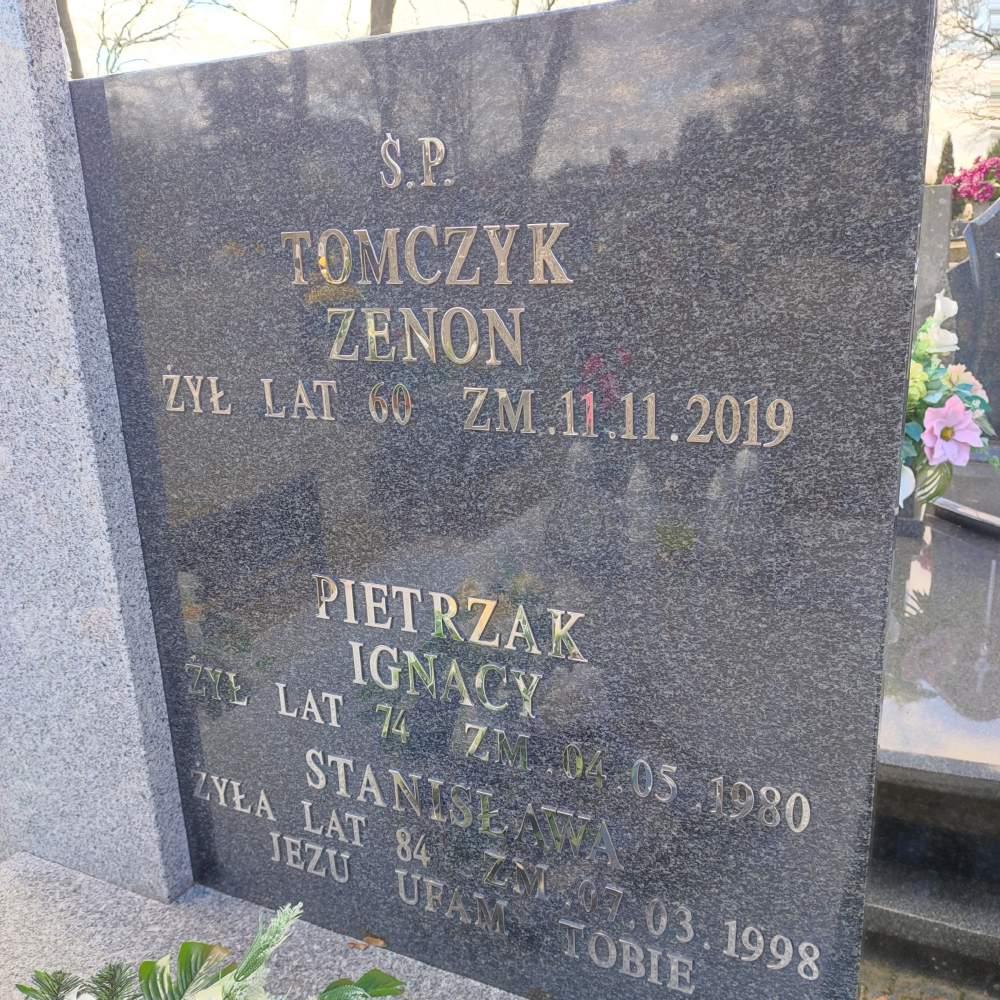 Ś.P.
TOMCZYK
ZENON
ŻYŁ LAT 60 ZM.11.11.2019
PIETRZAK
IGNACY
ŻYŁ LAT 74 ZM.04.05.1980
STANISŁAWA
ŻYŁA LAT 84 ZM.07.03.1998
JEZU UFAM TOBIE